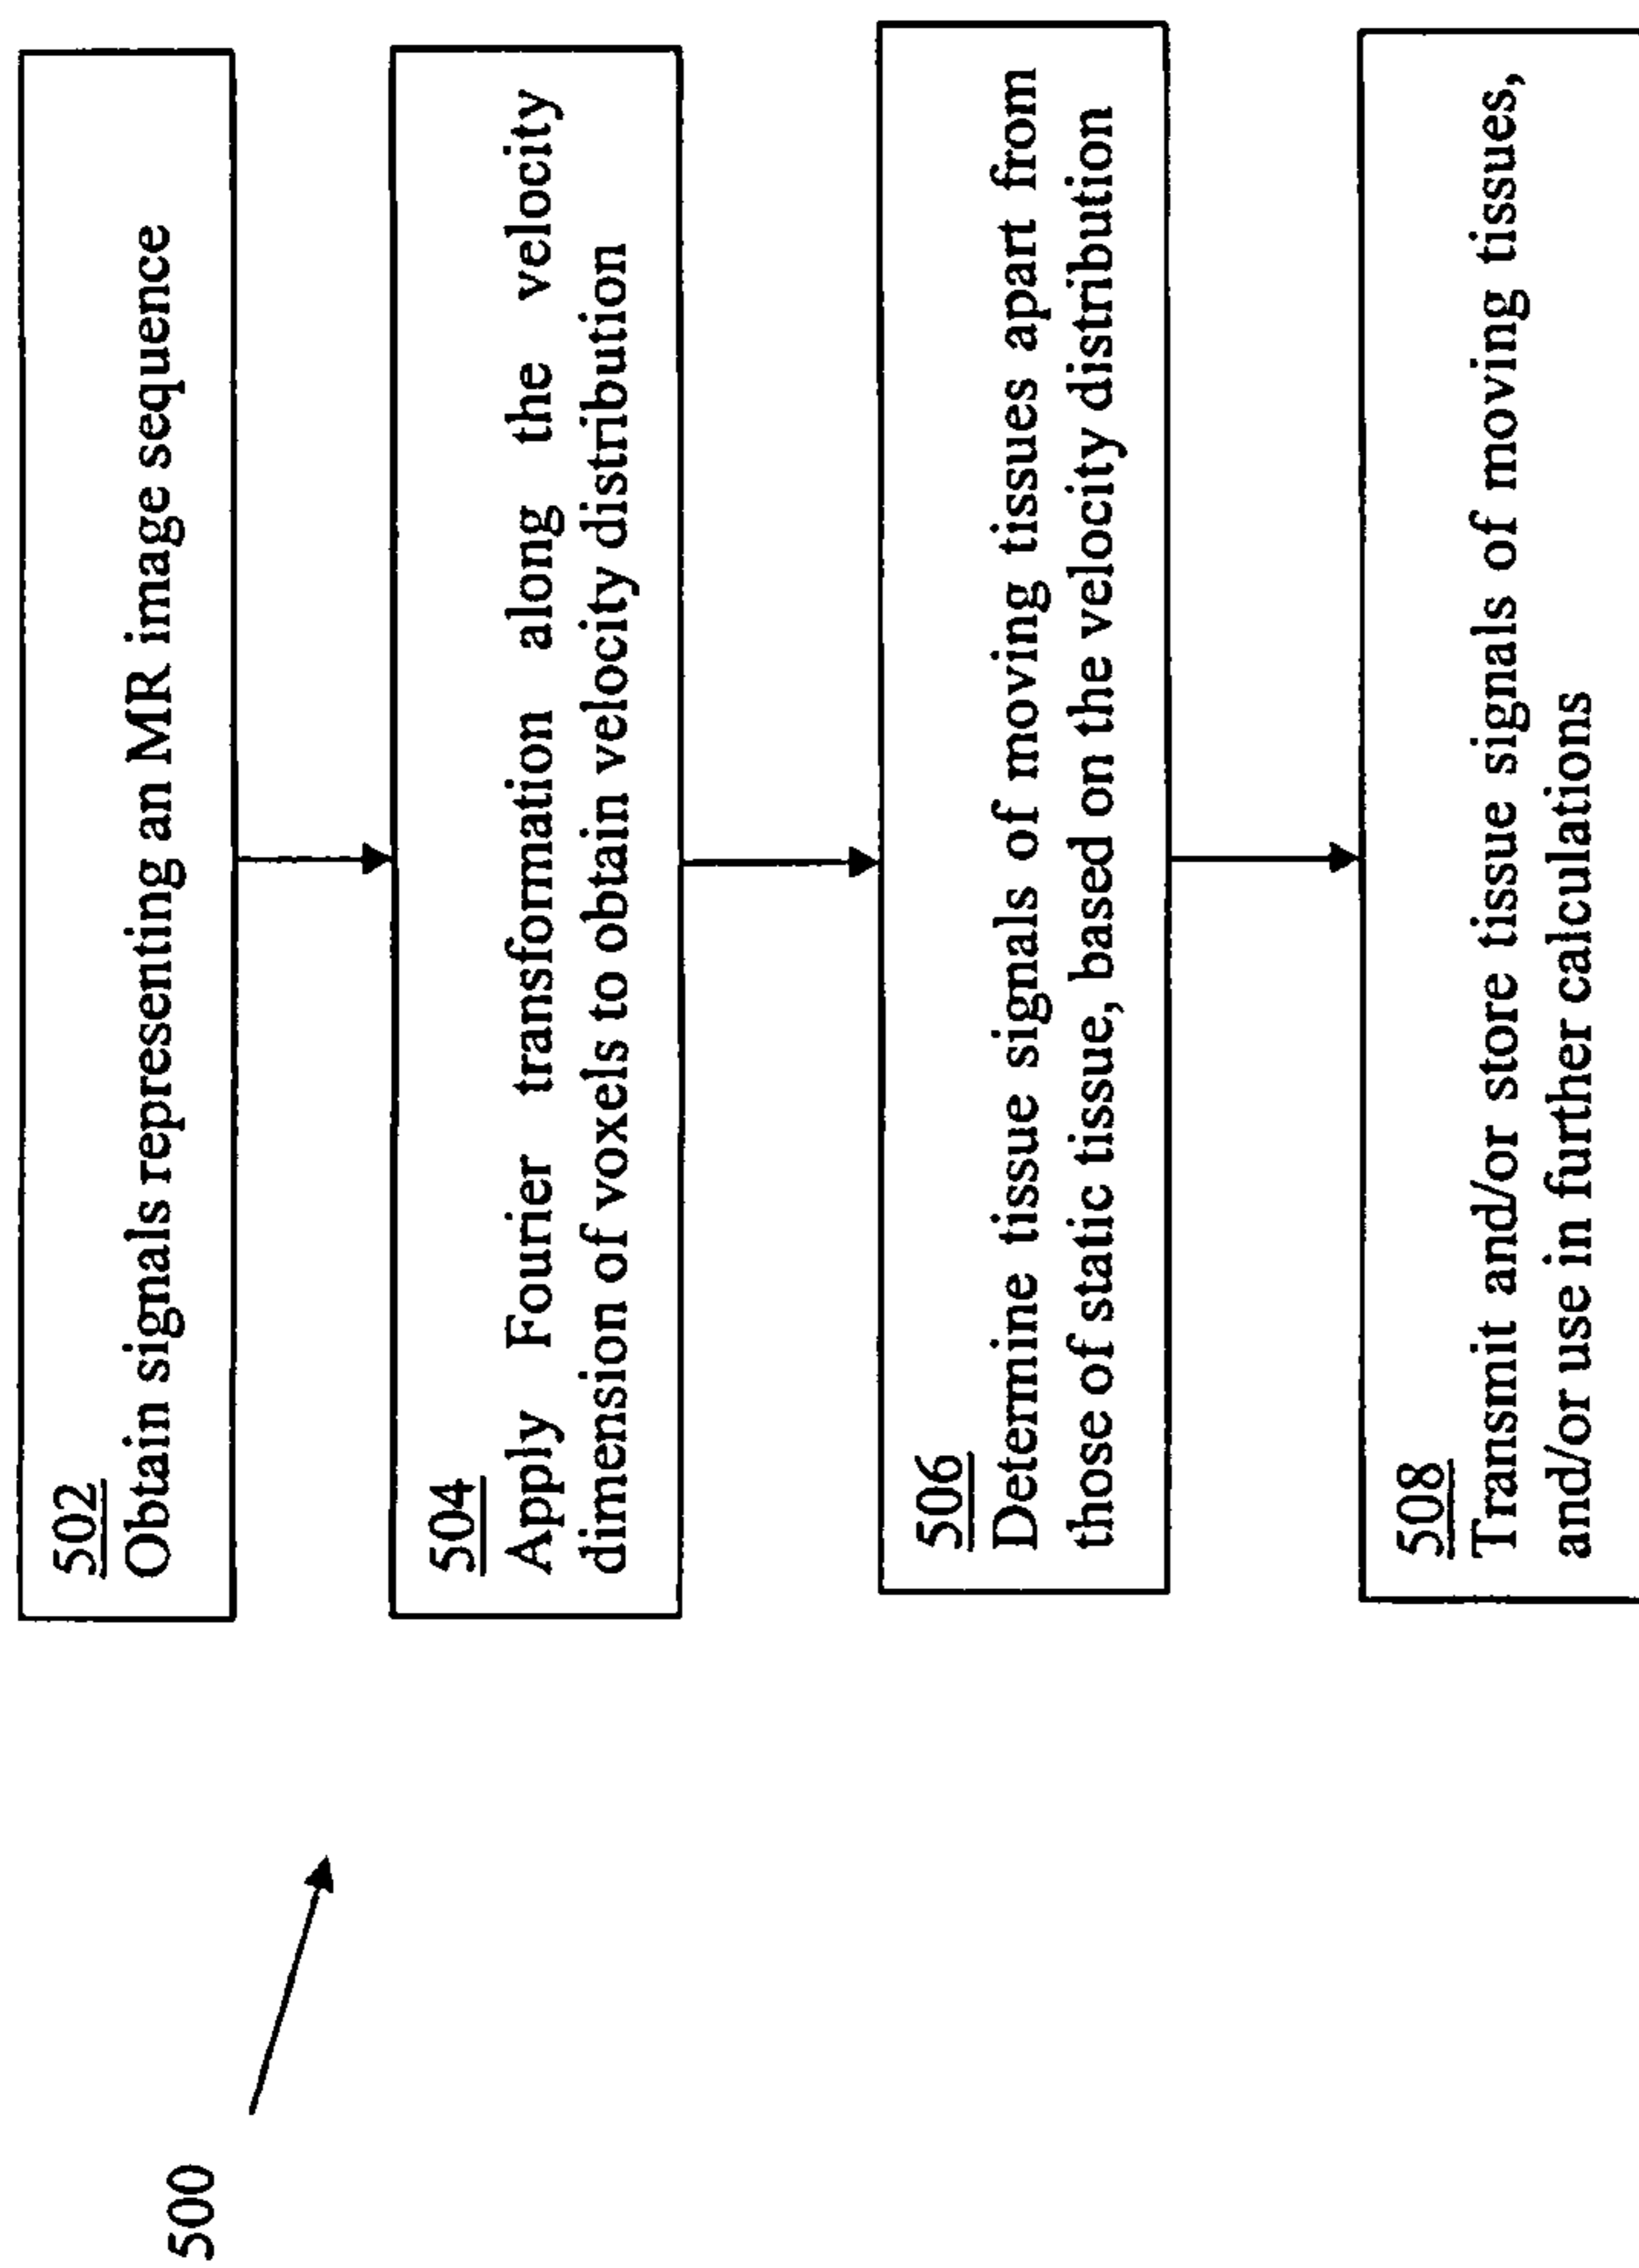 500
502
Obtain signals representing an MR image sequence
504
Apply Fourier transformation along the velocity
dimension of voxels to obtain velocity distribution
506
Determine tissue signals of moving tissues apart from
those of static tissue, based on the velocity distribution
508
Transmit and/or store tissue signals of moving tissues,
and/or use in further calculations